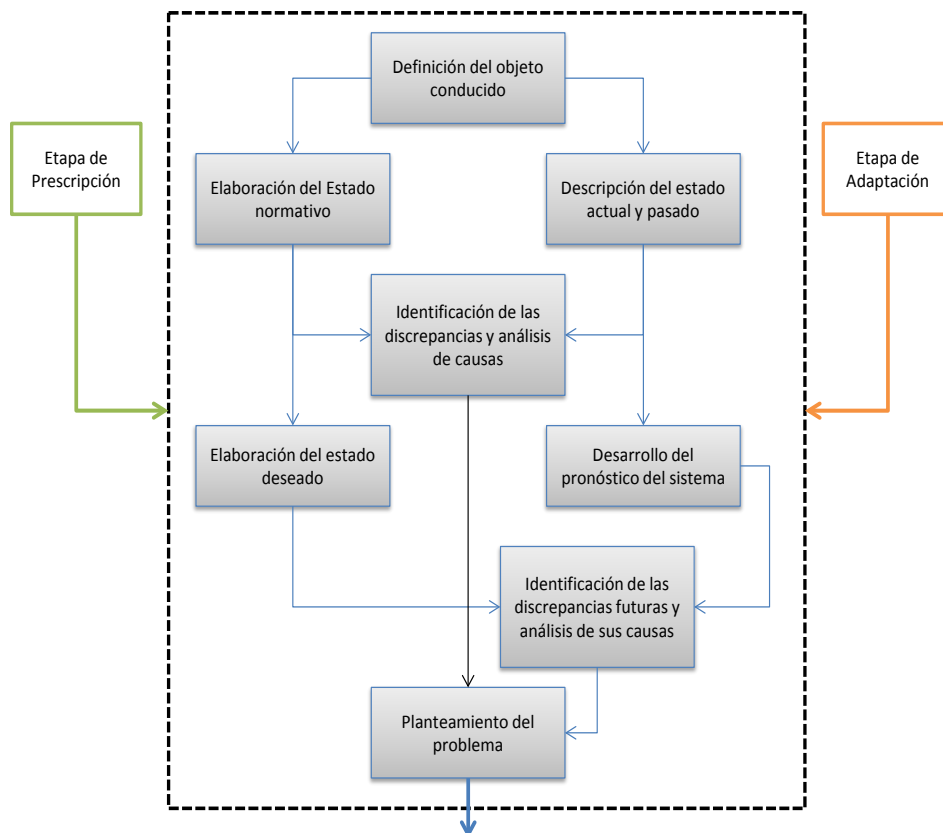 Definición del objeto
conducido
Etapa de
Prescripción
Etapa de
Adaptación
Elaboración del Estado
normativo
Descripción del estado
actual y pasado
Identificación de las
discrepancias y análisis
de causas
Elaboración del estado
deseado
Desarrollo del
pronóstico del sistema
Identificación de las
discrepancias futuras y
análisis de sus causas
Planteamiento del
problema